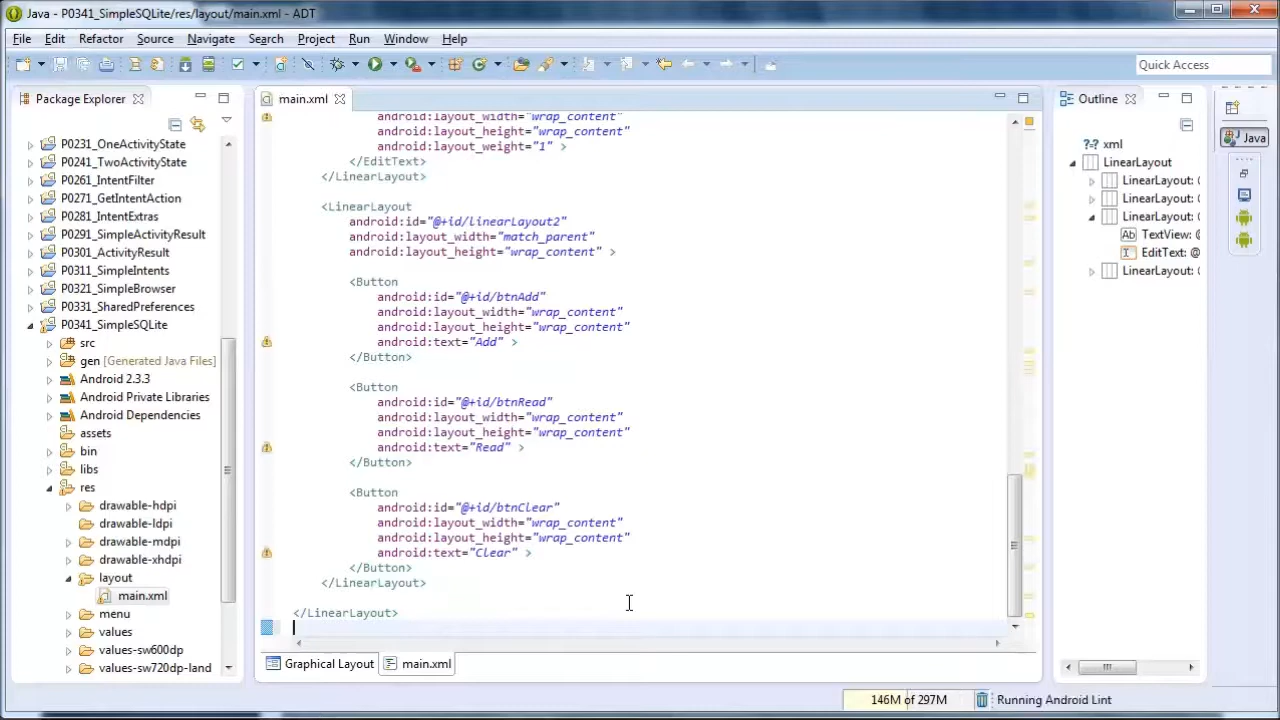 Java - P0341_SimpleSQLite/res/layout/main.xml - ADT
File Edit Refactor Source Navigate Search Project Run Window Help
Quick Access
Package Explorer
P0231_OneActivityState
P0241_TwoActivityState
P0261_IntentFilter
P0271_GetIntentAction
P0281_IntentExtras
P0291_SimpleActivityResult
P0301_ActivityResult
P0311_SimpleIntents
P0321_SimpleBrowser
P0331_SharedPreferences
P0341_SimpleSQLite
src
gen [Generated Java Files]
Android 2.3.3
Android Private Libraries
Android Dependencies
assets
bin
libs
res
drawable-hdpi
drawable-ldpi
drawable-mdpi
drawable-xhdpi
layout
main.xml
menu
values
values-sw600dp
values-sw720dp-land
main.xml
android:layout_width="wrap_content"
android:layout_height="wrap_content"
android:layout_weight="1" >
</EditText>
</LinearLayout>
<LinearLayout
android:id="@+id/linearLayout2"
android:layout_width="match_parent"
android:layout_height="wrap_content" >
<Button
android:id="@+id/btnAdd"
android:layout_width="wrap_content"
android:layout_height="wrap_content"
android:text="Add" >
</Button>
<Button
android:id="@+id/btnRead"
android:layout_width="wrap_content"
android:layout_height="wrap_content"
android:text="Read" >
</Button>
<Button
android:id="@+id/btnClear"
android:layout_width="wrap_content"
android:layout_height="wrap_content"
android:text="Clear" >
</Button>
</LinearLayout>
</LinearLayout>
Graphical Layout
main.xml
Outline
xml
LinearLayout
LinearLayout: (
LinearLayout: (
LinearLayout: (
Ab TextView: @
EditText: @
LinearLayout: (
Java
146M of 297M
Running Android Lint